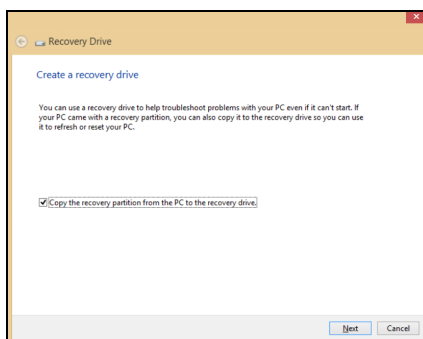 Recovery Drive
Create a recovery drive
You can use a recovery drive to help troubleshoot problems with your PC even if it can't start. If
your PC came with a recovery partition, you can also copy it to the recovery drive so you can use
it to refresh or reset your PC.
Copy the recovery partition from the PC to the recovery drive.
Next Cancel